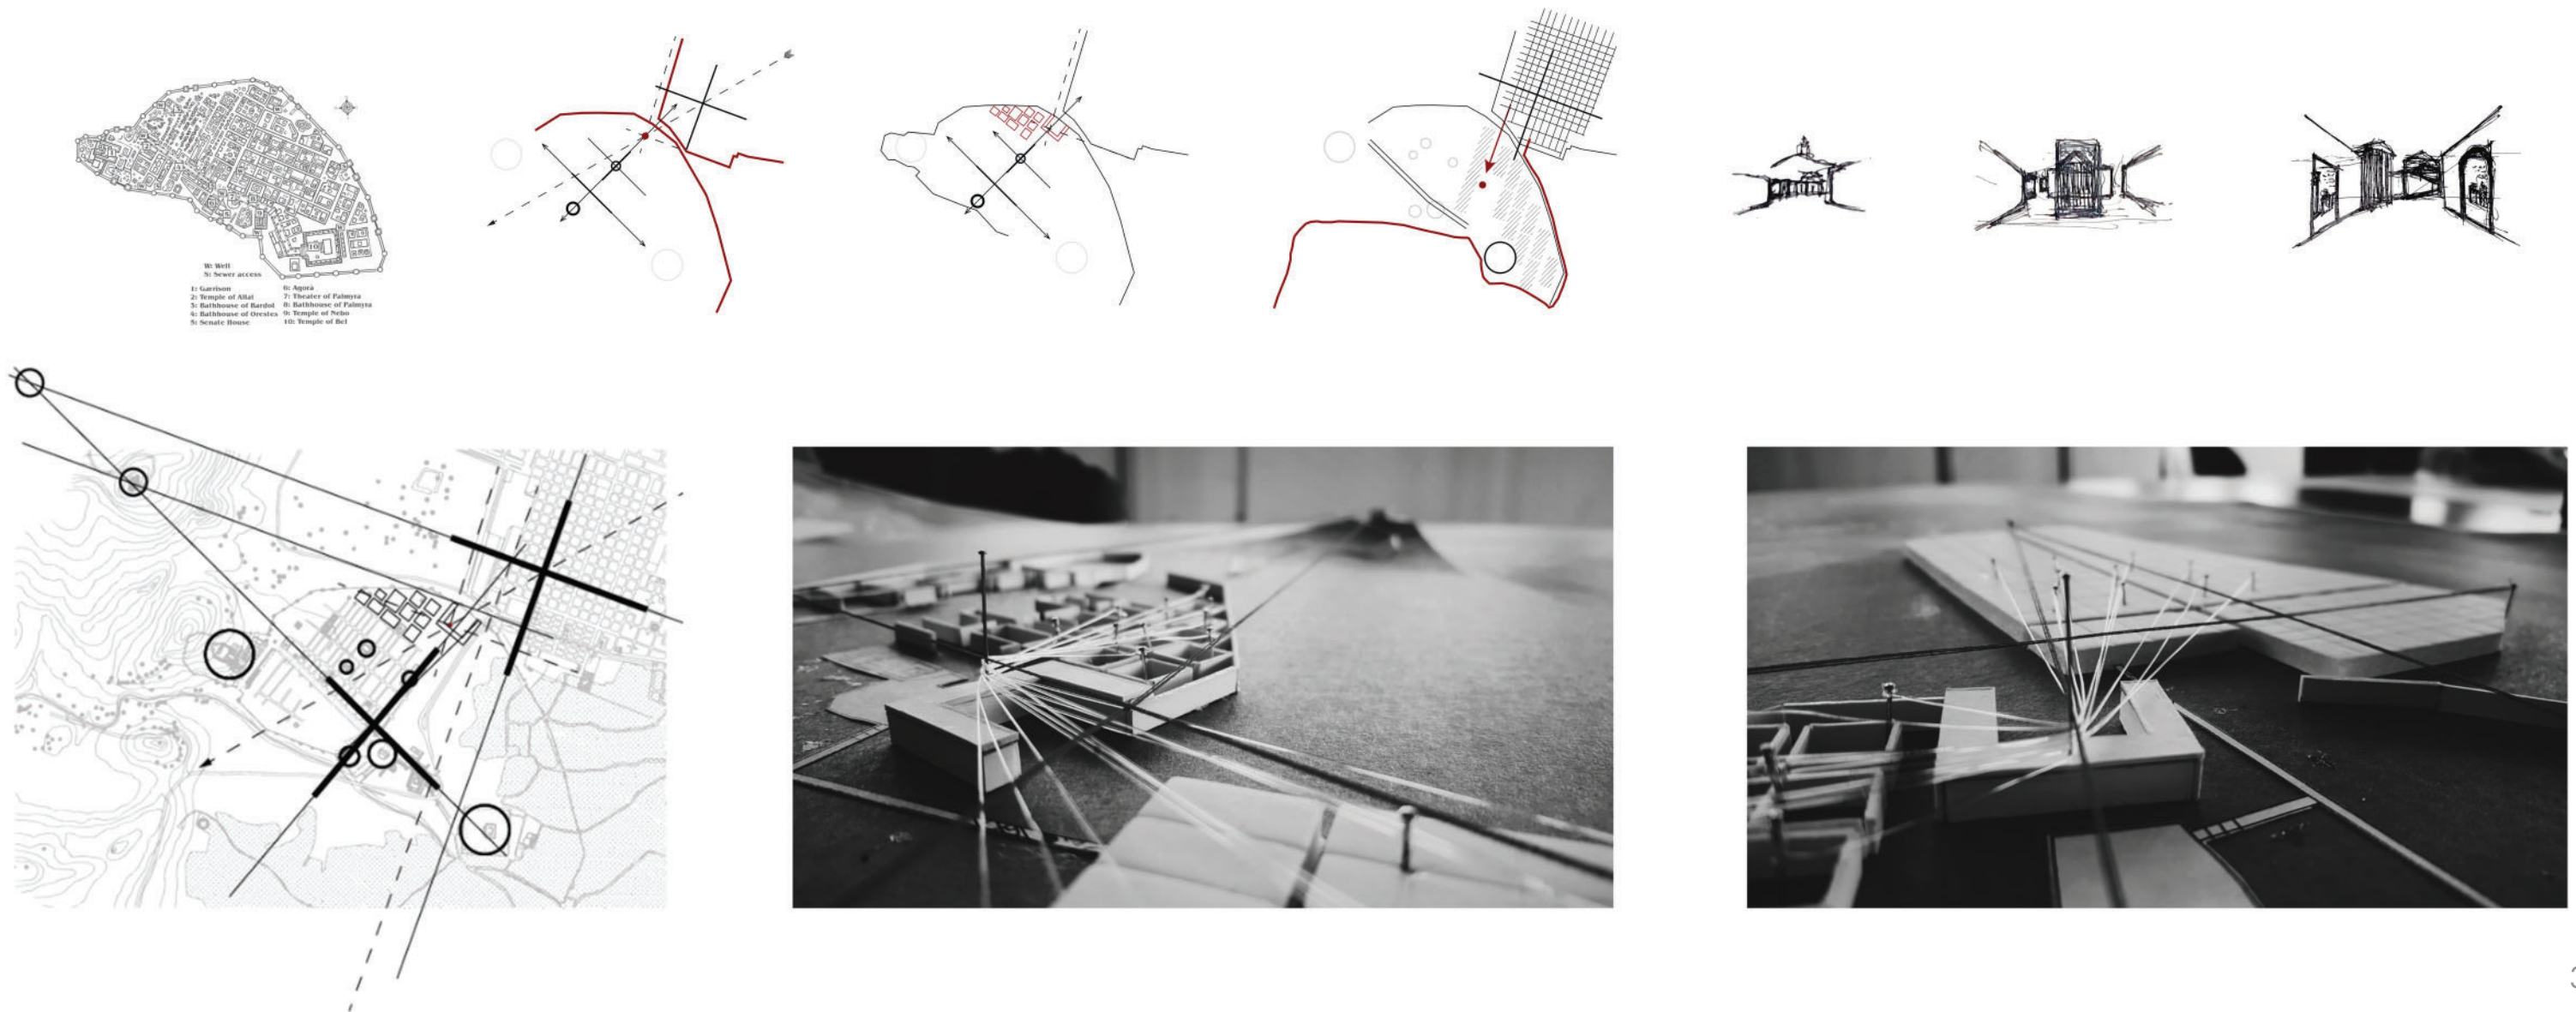 W: Well
S: Sewer access
1: Garrison
2: Temple of Allat
3: Bathhouse of Bardol
4: Bathhouse of Orestes
5: Senate House
6: Agora
7: Theater of Palmyra
8: Bathhouse of Palmyra
9: Temple of Nebo
10: Temple of Bel